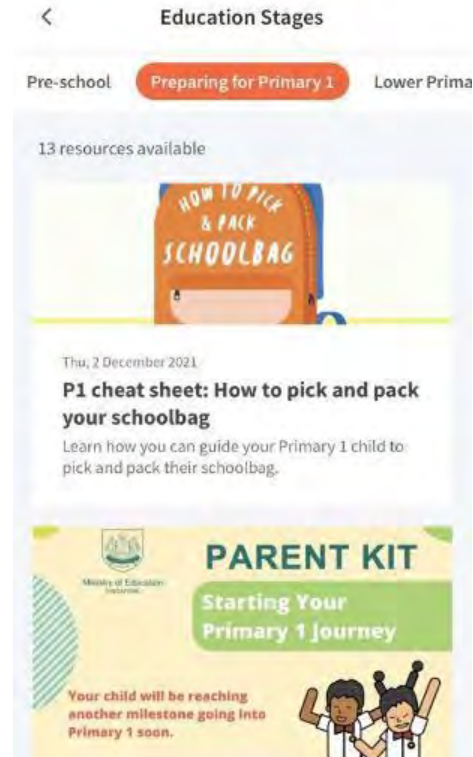 Education Stages
Pre-school Preparing for Primary 1 Lower Prima
13 resources available
HOW TO PICK
& PACK
SCHOOLBAG
Thu, 2 December 2021
P1 cheat sheet: How to pick and pack
your schoolbag
Learn how you can guide your Primary 1 child to
pick and pack their schoolbag.
Ministry of Education
SINGAPORE
PARENT KIT
Starting Your
Primary 1 Journey
Your child will be reaching
another milestone going into
Primary 1 soon.